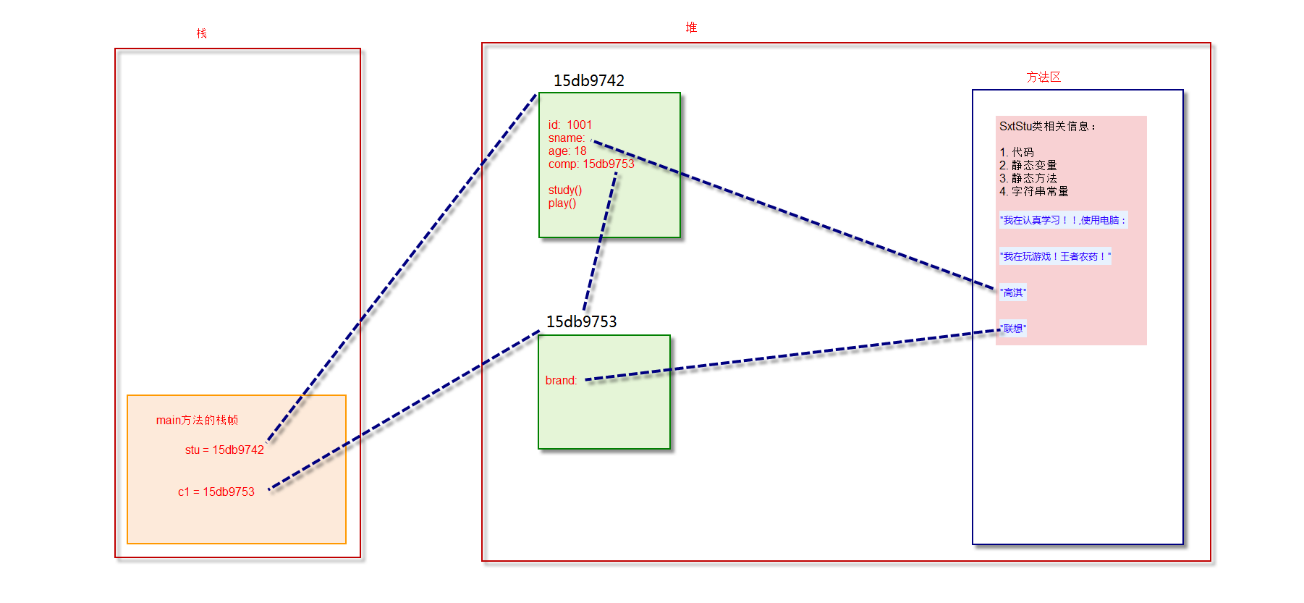 栈
堆
15db9742
方法区
id: 1001
sname:
age: 18
comp: 15db9753
study()
play()
SxtStu类相关信息：
1. 代码
2. 静态变量
3. 静态方法
4. 字符串常量
"我在认真学习！！,使用电脑：
"我在玩游戏！王者农药！"
"高淇"
"联想"
15db9753
brand:
main方法的栈帧
stu = 15db9742
c1 = 15db9753